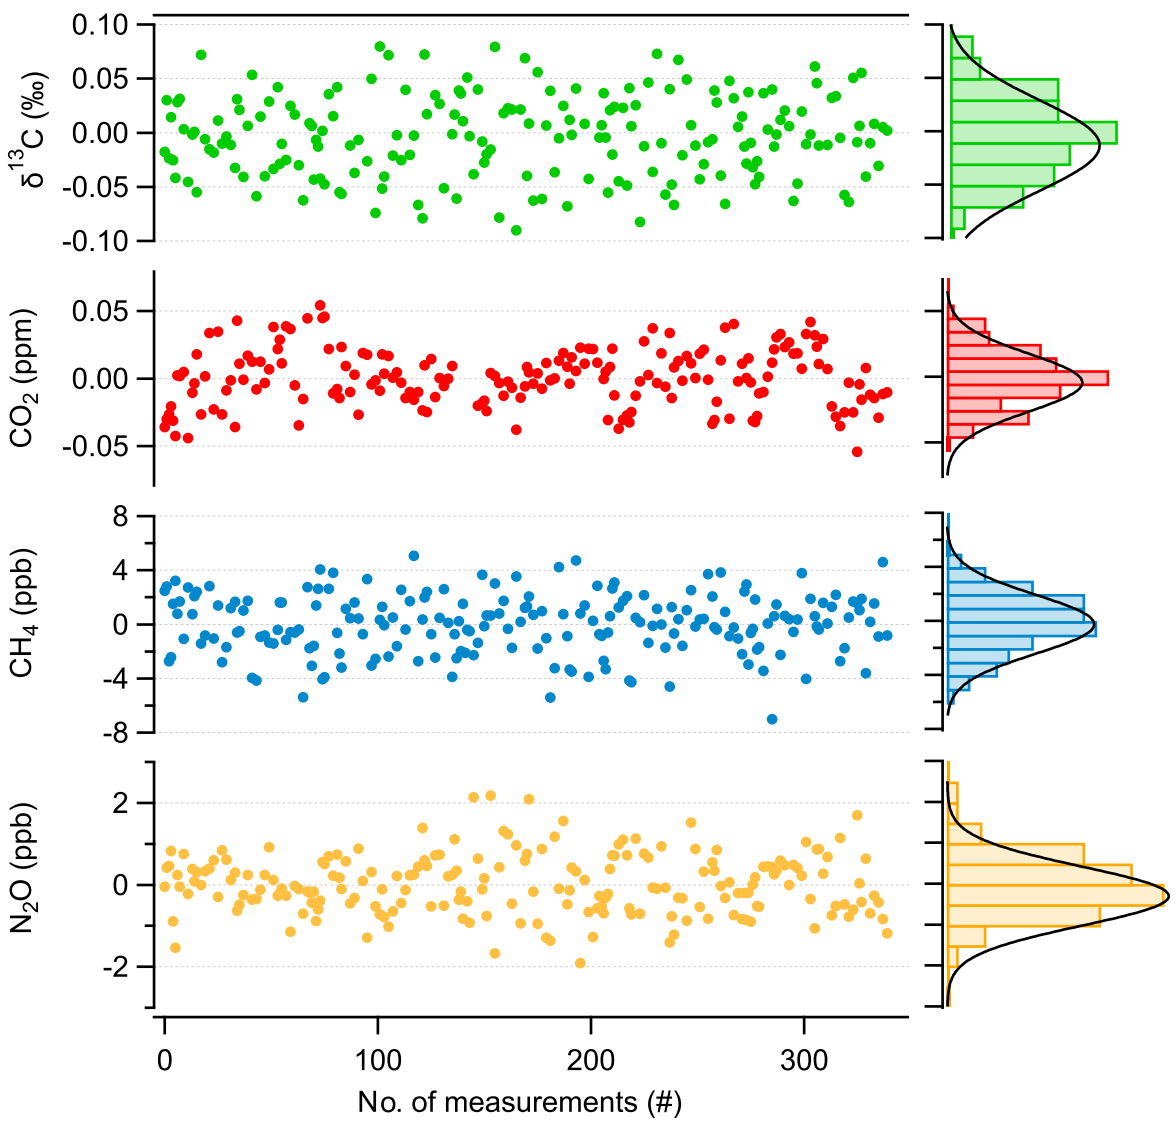 δ¹³C (‰)
0.10
0.05
0.00
-0.05
-0.10
CO₂ (ppm)
0.05
0.00
-0.05
CH₄ (ppb)
8
4
0
-4
-8
N₂O (ppb)
2
0
-2
0 100 200 300
No. of measurements (#)